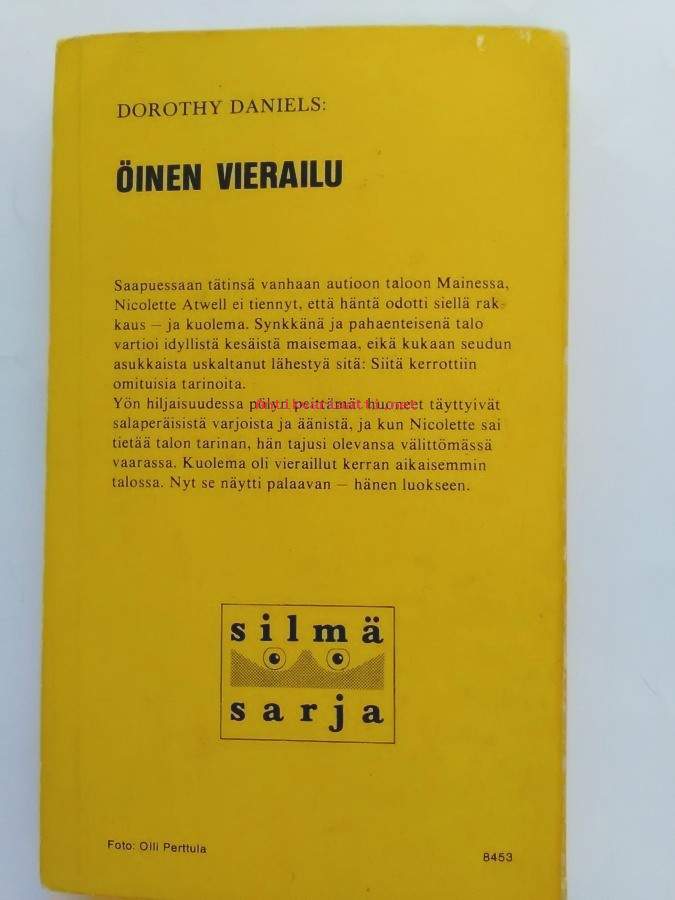 DOROTHY DANIELS:
ÖINEN VIERAILU
Saapuessaan tätinsä vanhaan autioon taloon Mainessa,
Nicolette Atwell ei tiennyt, että häntä odotti siellä rak-
kaus — ja kuolema. Synkkänä ja pahaenteisenä talo
vartioi idyllistä kesäistä maisemaa, eikä kukaan seudun
asukkaista uskaltanut lähestyä sitä: Siitä kerrottiin
omituisia tarinoita.
Yön hiljaisuudessa pölyn peittämät huoneet täyttyivät
salaperäisistä varjoista ja äänistä, ja kun Nicolette sai
tietää talon tarinan, hän tajusi olevansa välittömässä
vaarassa. Kuolema oli vieraillut kerran aikaisemmin
talossa. Nyt se näytti palaavan — hänen luokseen.
silmä
sarja
Foto: Olli Perttula
8453